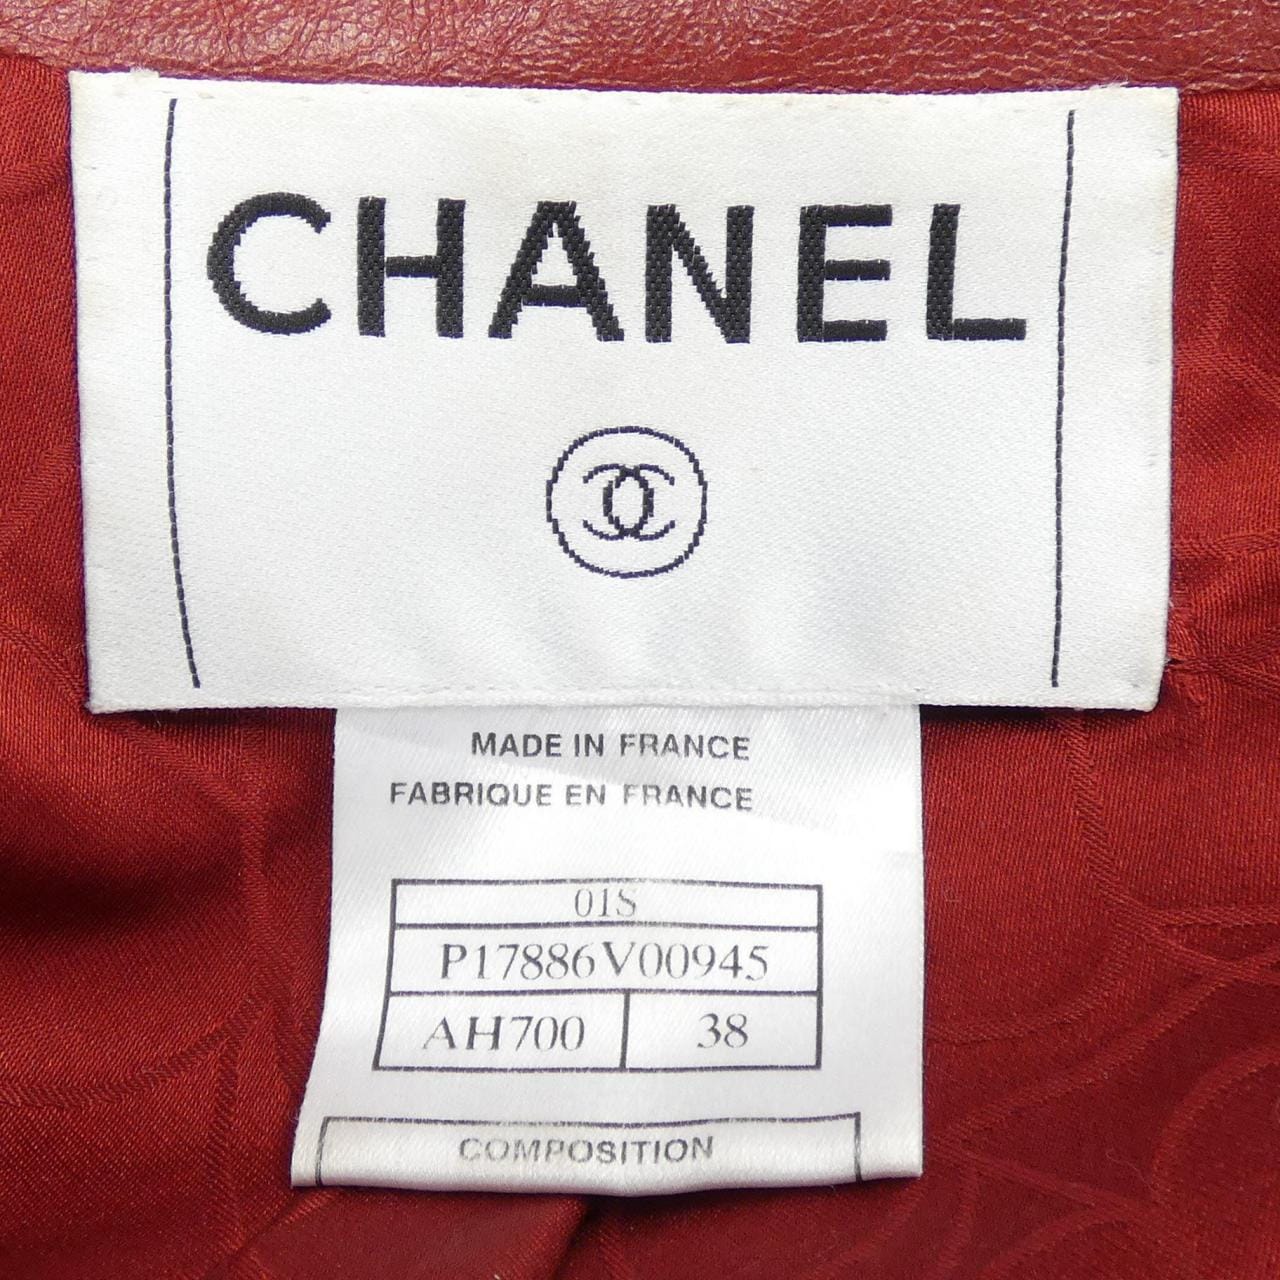 CHANEL
MADE IN FRANCE
FABRIQUE EN FRANCE
01S
P17886V00945
AH700 38
COMPOSITION